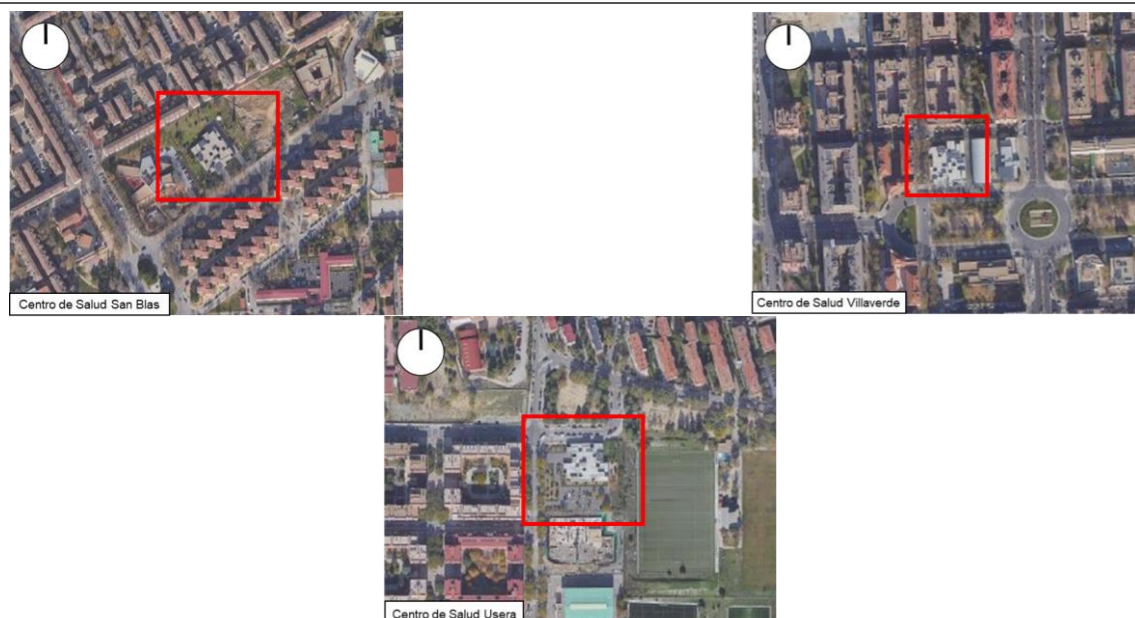 Centro de Salud San Blas
Centro de Salud Villaverde
Centro de Salud Usera